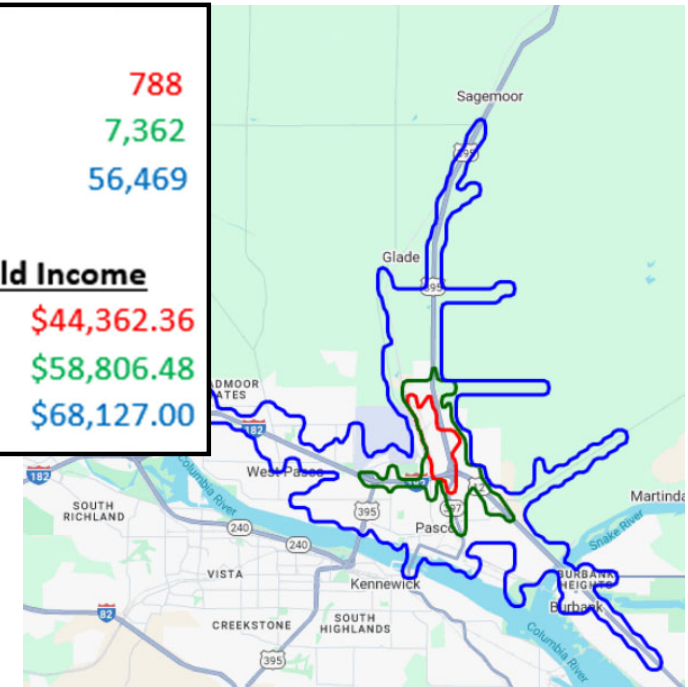 788
7,362
56,469
ld Income
$44,362.36
$58,806.48
$68,127.00
Sagemoor
395
Glade
395
ADMOOR
ATES
182
West Pasco
182
12
397
395
Pasco
Martinda
SOUTH
RICHLAND
Columbia River
240
240
Snake River
VISTA
Kennewick
BURBANK
HEIGHTS
Burbank
82
CREEKSTONE
SOUTH
HIGHLANDS
Columbia River
395